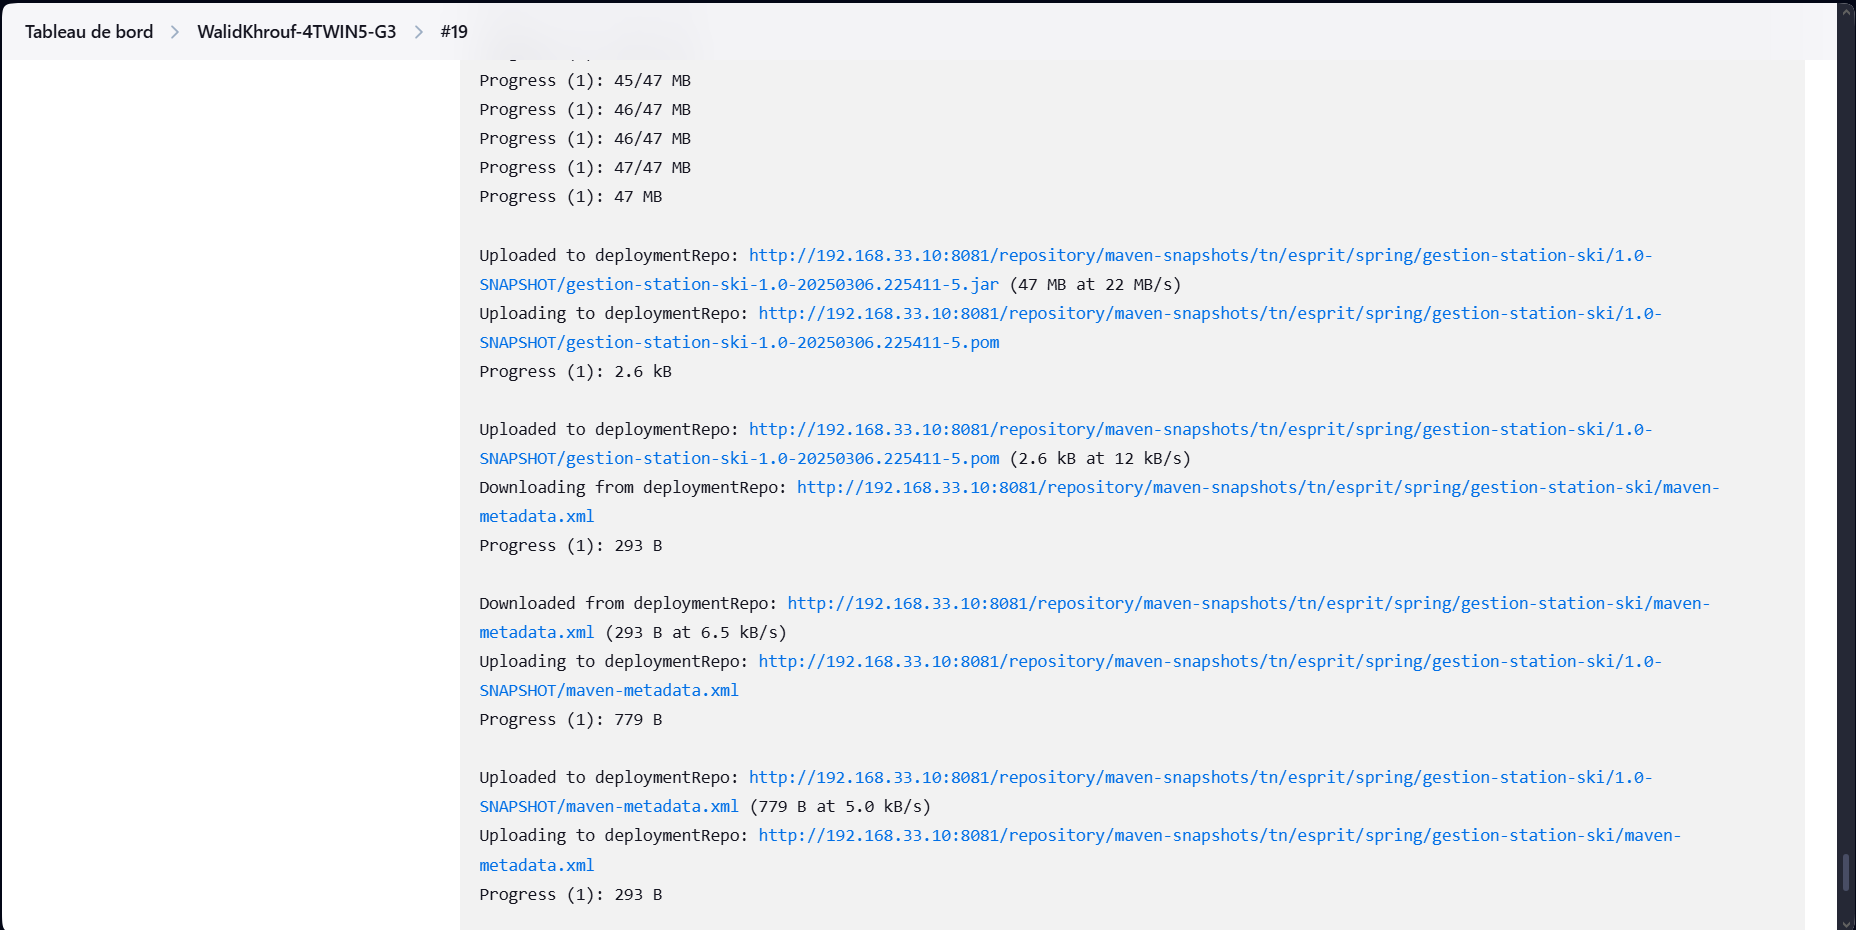 Tableau de bord > WalidKhrouf-4TWIN5-G3 > #19
Progress (1): 45/47 MB
Progress (1): 46/47 MB
Progress (1): 46/47 MB
Progress (1): 47/47 MB
Progress (1): 47 MB
Uploaded to deploymentRepo: http://192.168.33.10:8081/repository/maven-snapshots/tn/esprit/spring/gestion-station-ski/1.0-
SNAPSHOT/gestion-station-ski-1.0-20250306.225411-5.jar (47 MB at 22 MB/s)
Uploading to deploymentRepo: http://192.168.33.10:8081/repository/maven-snapshots/tn/esprit/spring/gestion-station-ski/1.0-
SNAPSHOT/gestion-station-ski-1.0-20250306.225411-5.pom
Progress (1): 2.6 kB
Uploaded to deploymentRepo: http://192.168.33.10:8081/repository/maven-snapshots/tn/esprit/spring/gestion-station-ski/1.0-
SNAPSHOT/gestion-station-ski-1.0-20250306.225411-5.pom (2.6 kB at 12 kB/s)
Downloading from deploymentRepo: http://192.168.33.10:8081/repository/maven-snapshots/tn/esprit/spring/gestion-station-ski/maven-
metadata.xml
Progress (1): 293 B
Downloaded from deploymentRepo: http://192.168.33.10:8081/repository/maven-snapshots/tn/esprit/spring/gestion-station-ski/maven-
metadata.xml (293 B at 6.5 kB/s)
Uploading to deploymentRepo: http://192.168.33.10:8081/repository/maven-snapshots/tn/esprit/spring/gestion-station-ski/1.0-
SNAPSHOT/maven-metadata.xml
Progress (1): 779 B
Uploaded to deploymentRepo: http://192.168.33.10:8081/repository/maven-snapshots/tn/esprit/spring/gestion-station-ski/1.0-
SNAPSHOT/maven-metadata.xml (779 B at 5.0 kB/s)
Uploading to deploymentRepo: http://192.168.33.10:8081/repository/maven-snapshots/tn/esprit/spring/gestion-station-ski/maven-
metadata.xml
Progress (1): 293 B